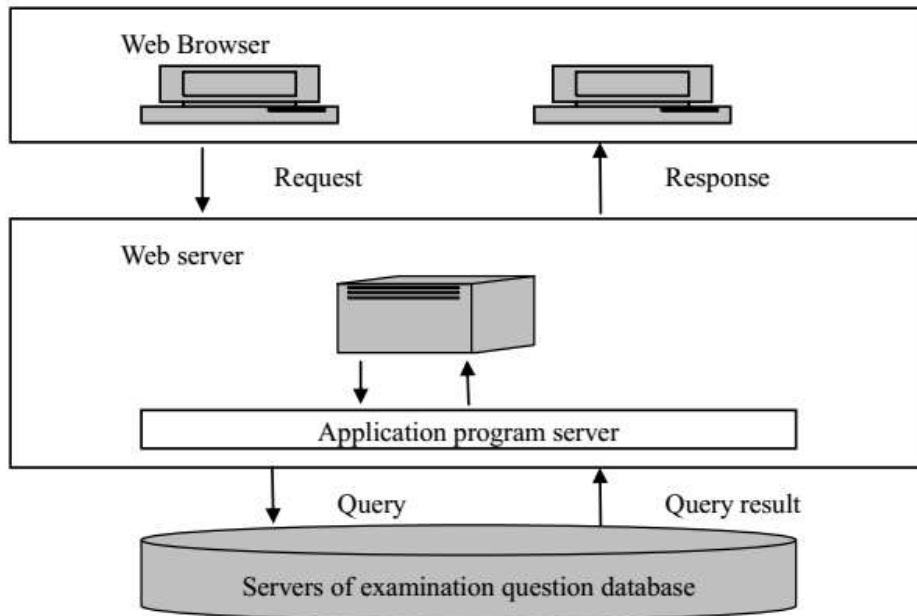 Web Browser
Request
Response
Web server
Application program server
Query
Query result
Servers of examination question database